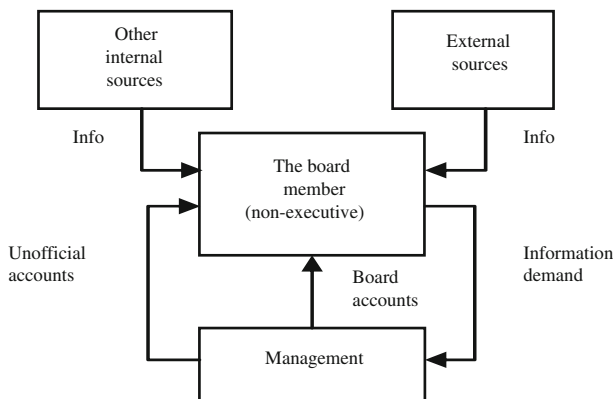 Other
internal
sources
External
sources
Info
Info
The board
member
(non-executive)
Unofficial
accounts
Information
demand
Board
accounts
Management